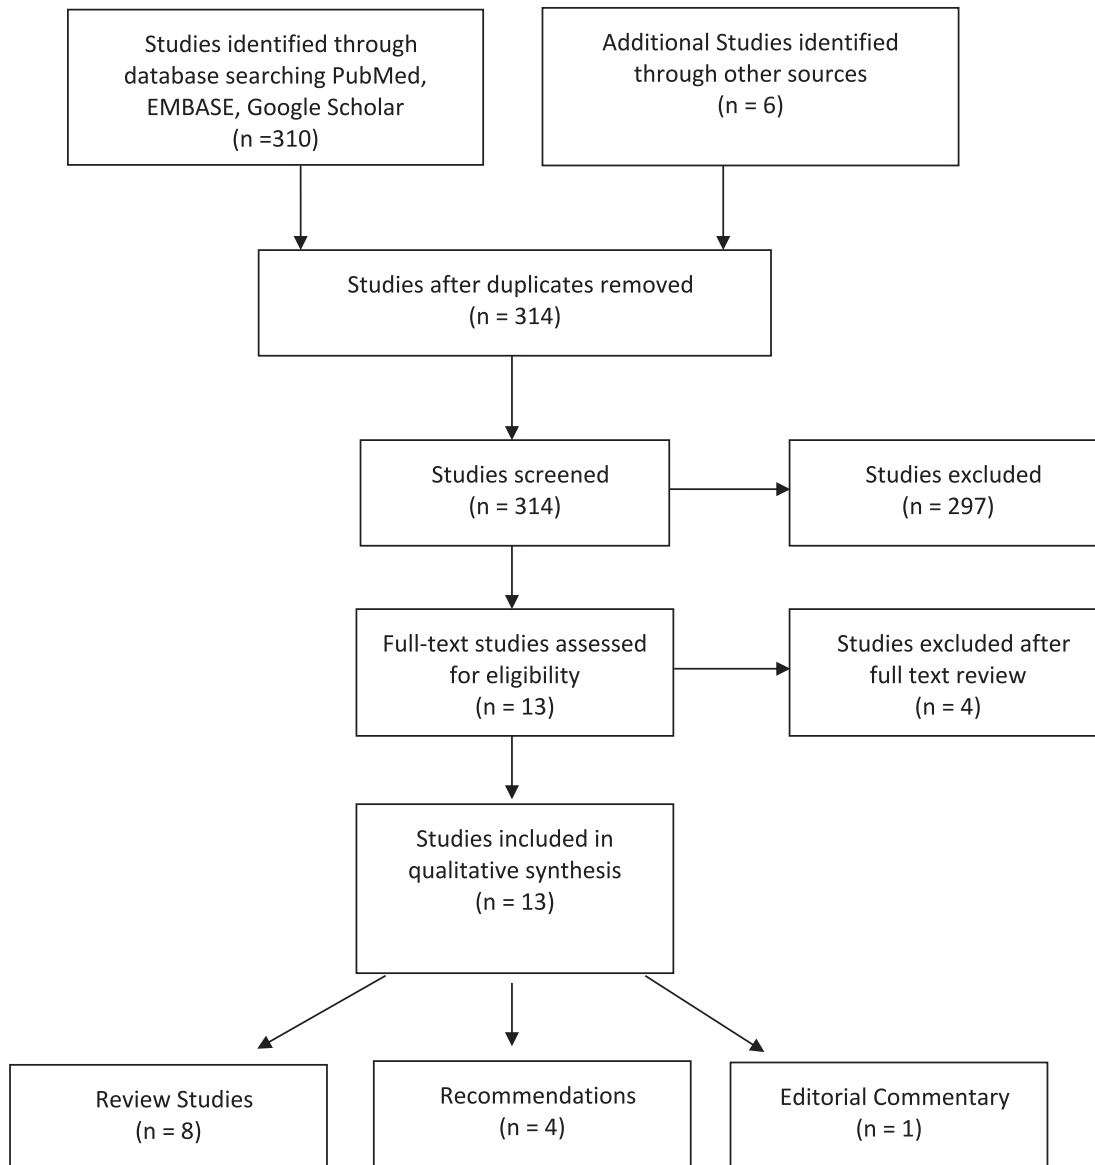 Studies identified through
database searching PubMed,
EMBASE, Google Scholar
(n =310)
Additional Studies identified
through other sources
(n = 6)
Studies after duplicates removed
(n = 314)
Studies screened
(n = 314)
Studies excluded
(n = 297)
Full-text studies assessed
for eligibility
(n = 13)
Studies excluded after
full text review
(n = 4)
Studies included in
qualitative synthesis
(n = 13)
Review Studies
(n = 8)
Recommendations
(n = 4)
Editorial Commentary
(n = 1)